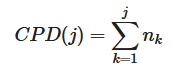 CPD(j) = \sum_{k=1}^{j} n_k